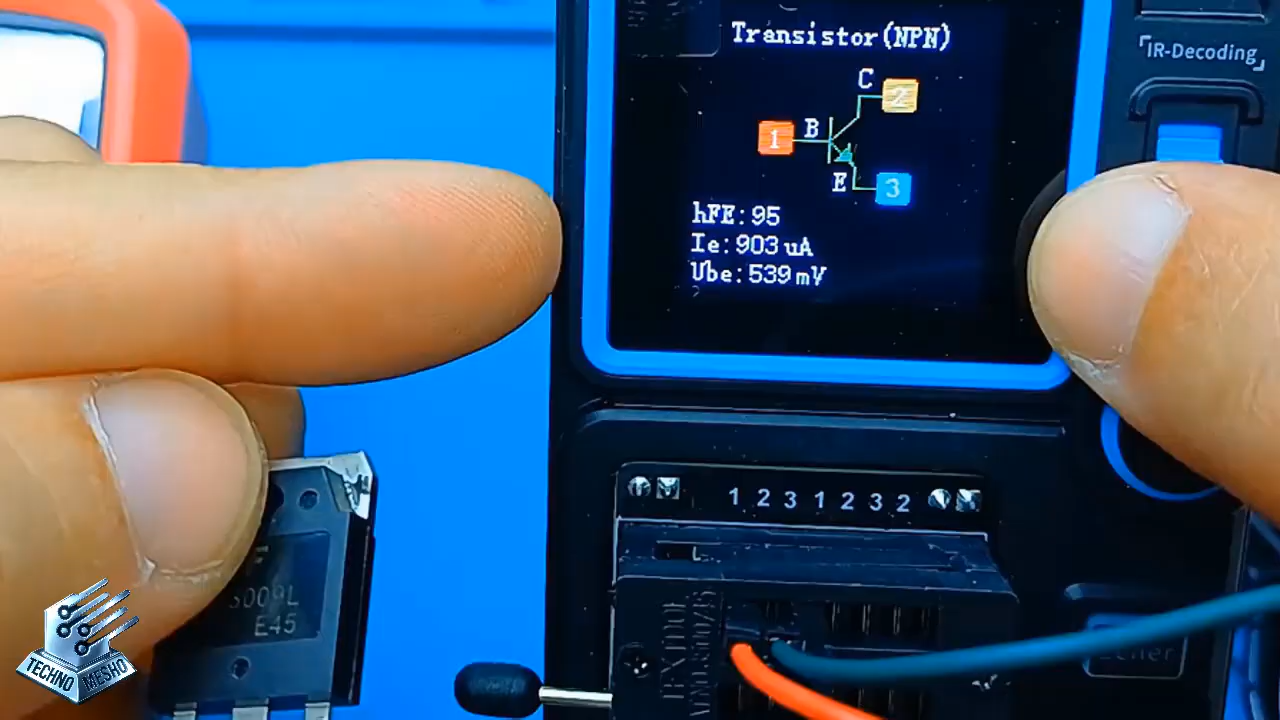 Transistor(NPN)
C
2
1
B
E
3
hFE:95
Ie:903uA
Ube:539mV
IR-Decoding
1 2 3 1 2 3 2
E45
TECHNO
MESHO